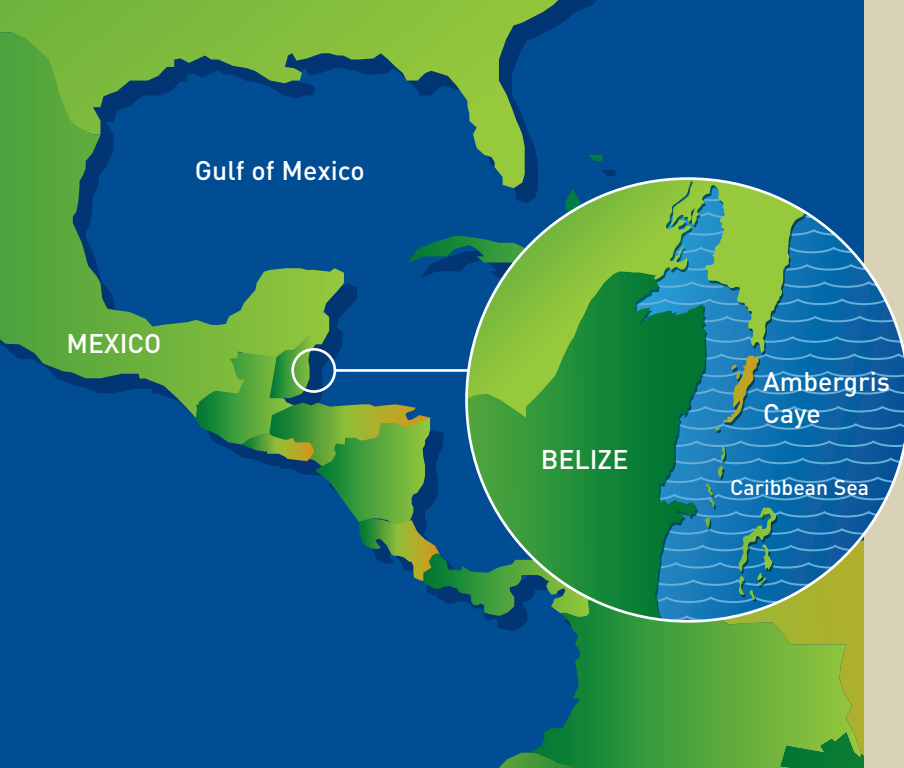 Gulf of Mexico
MEXICO
Ambergris
Caye
BELIZE
Caribbean Sea